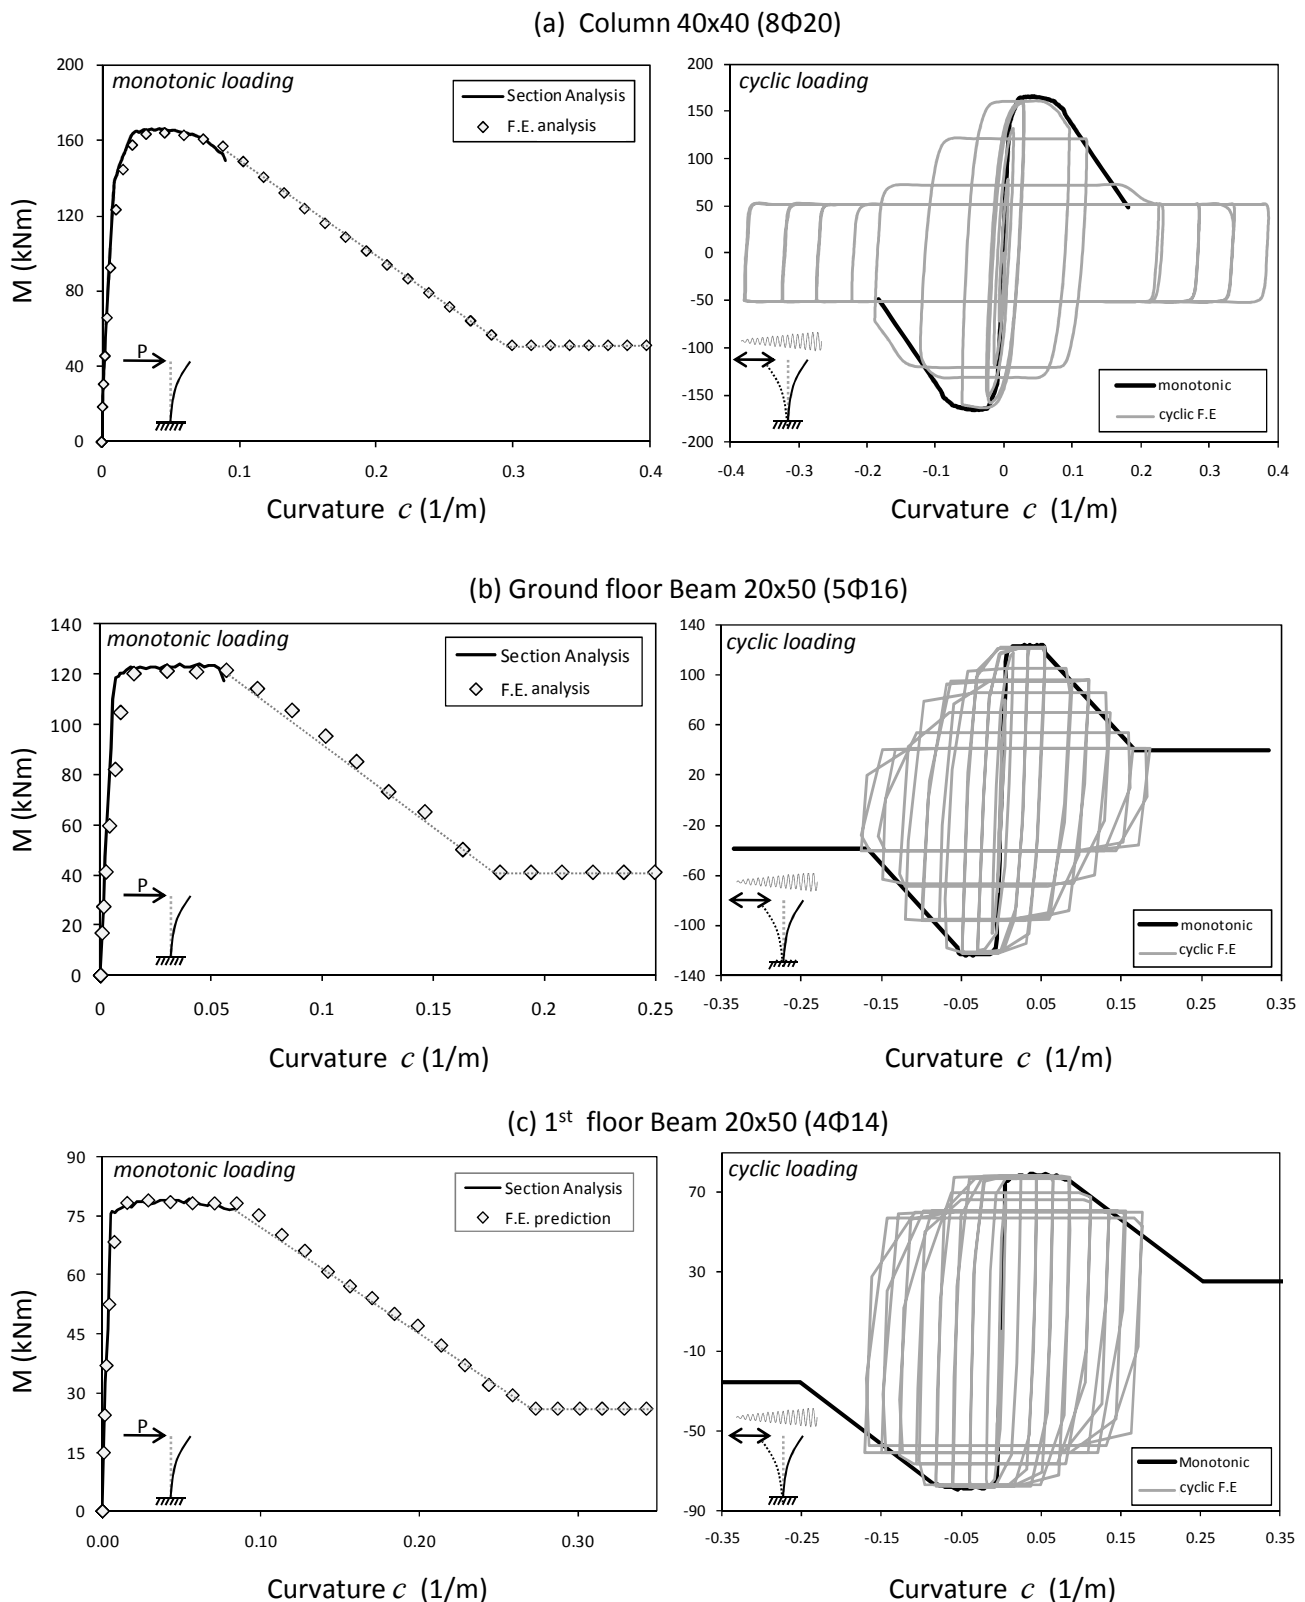 (a) Column 40x40 (8Φ20)
monotonic loading
Section Analysis
F.E. analysis
M (kNm)
200
160
120
80
40
0
P
0 0.1 0.2 0.3 0.4
Curvature c (1/m)
cyclic loading
200
150
100
50
0
-50
-100
-150
-200
monotonic
cyclic F.E
-0.4 -0.3 -0.2 -0.1 0 0.1 0.2 0.3 0.4
Curvature c (1/m)
(b) Ground floor Beam 20x50 (5Φ16)
monotonic loading
Section Analysis
F.E. analysis
M (kNm)
140
120
100
80
60
40
20
0
P
0 0.05 0.1 0.15 0.2 0.25
Curvature c (1/m)
cyclic loading
140
100
60
20
-20
-60
-100
-140
monotonic
cyclic F.E
-0.35 -0.25 -0.15 -0.05 0.05 0.15 0.25 0.35
Curvature c (1/m)
(c) 1st floor Beam 20x50 (4Φ14)
monotonic loading
Section Analysis
F.E. prediction
M (kNm)
90
75
60
45
30
15
0
P
0.00 0.10 0.20 0.30
Curvature c (1/m)
cyclic loading
70
30
-10
-50
-90
Monotonic
cyclic F.E
-0.35 -0.25 -0.15 -0.05 0.05 0.15 0.25 0.35
Curvature c (1/m)